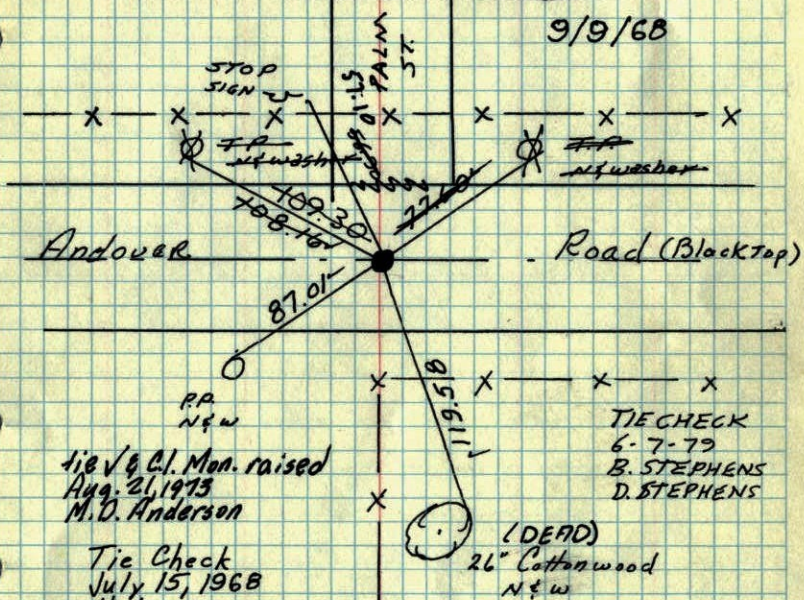 9/9/68
PALM
ST.
STOP
SIGN
T.P.
N & washer
T.P.
N & washer
109.30
108.16
77.60
Andover
Road (Blacktop)
87.01
119.58
P.P.
N & W
TIE CHECK
6-7-79
B. STEPHENS
D. STEPHENS
tie √ & C.I. Mon. raised
Aug. 21, 1973
M.D. Anderson
(DEAD)
26" Cottonwood
N & W
Tie Check
July 15, 1968